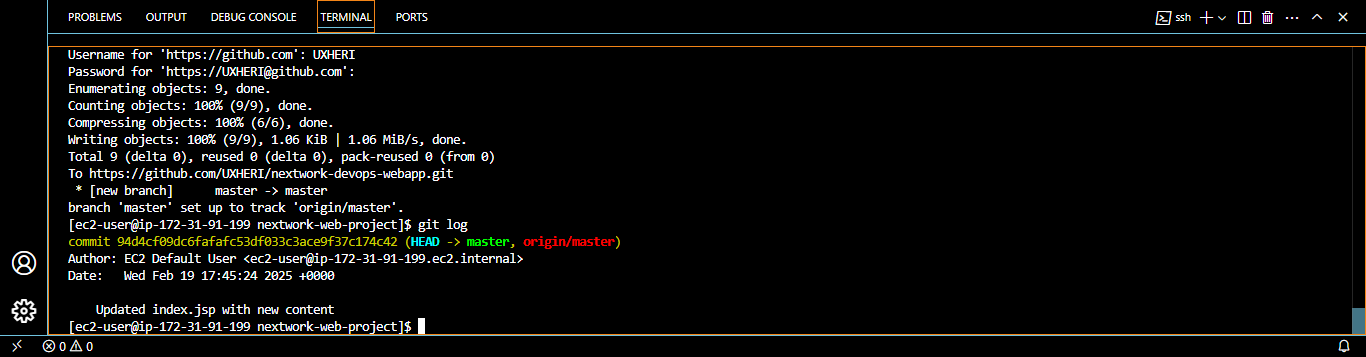 PROBLEMS OUTPUT DEBUG CONSOLE TERMINAL PORTS ssh
Username for 'https://github.com': UXHERI
Password for 'https://UXHERI@github.com':
Enumerating objects: 9, done.
Counting objects: 100% (9/9), done.
Compressing objects: 100% (6/6), done.
Writing objects: 100% (9/9), 1.06 KiB | 1.06 MiB/s, done.
Total 9 (delta 0), reused 0 (delta 0), pack-reused 0 (from 0)
To https://github.com/UXHERI/nextwork-devops-webapp.git
 * [new branch]      master -> master
branch 'master' set up to track 'origin/master'.
[ec2-user@ip-172-31-91-199 nextwork-web-project]$ git log
commit 94d4cf09dc6fafafc53df033c3ace9f37c174c42 (HEAD -> master, origin/master)
Author: EC2 Default User <ec2-user@ip-172-31-91-199.ec2.internal>
Date:   Wed Feb 19 17:45:24 2025 +0000
    Updated index.jsp with new content
[ec2-user@ip-172-31-91-199 nextwork-web-project]$
0 0